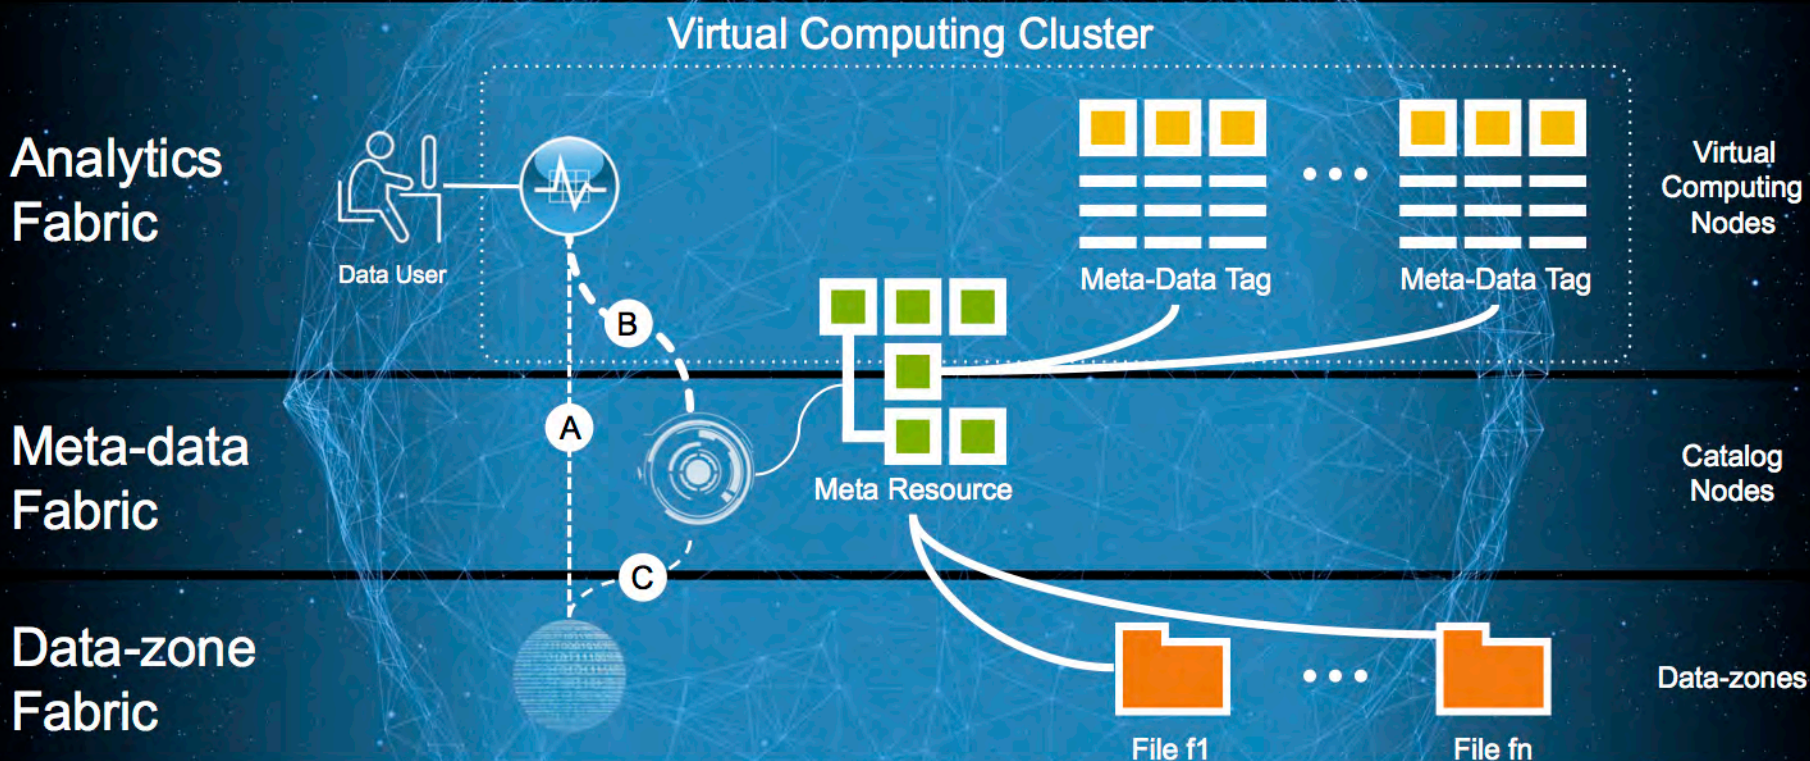 Virtual Computing Cluster
Analytics
Fabric
Data User
Meta-Data Tag
Meta-Data Tag
Virtual
Computing
Nodes
B
A
Meta-data
Fabric
Meta Resource
Catalog
Nodes
C
Data-zone
Fabric
File f1
File fn
Data-zones